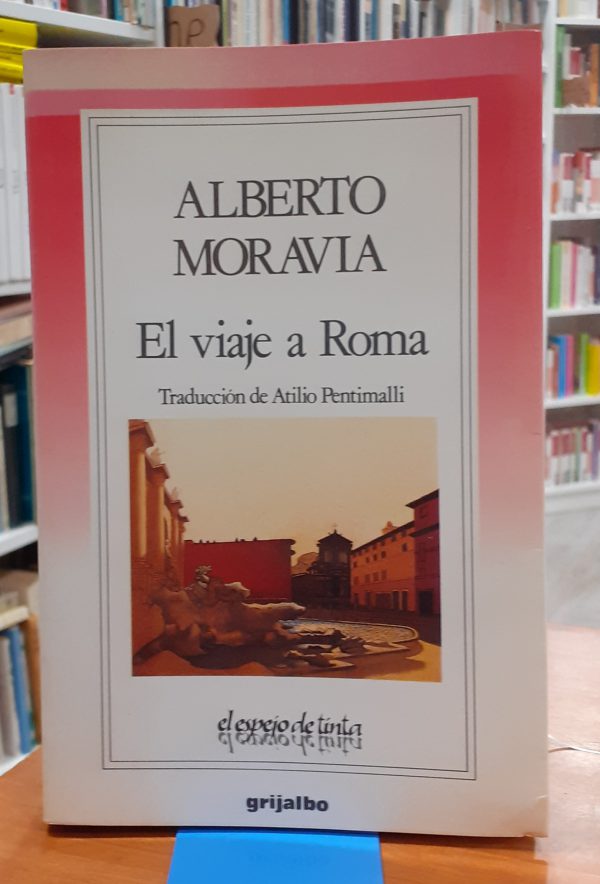 ALBERTO
MORAVIA
El viaje a Roma
Traducción de Atilio Pentimalli
el espejo de tinta
grijalbo